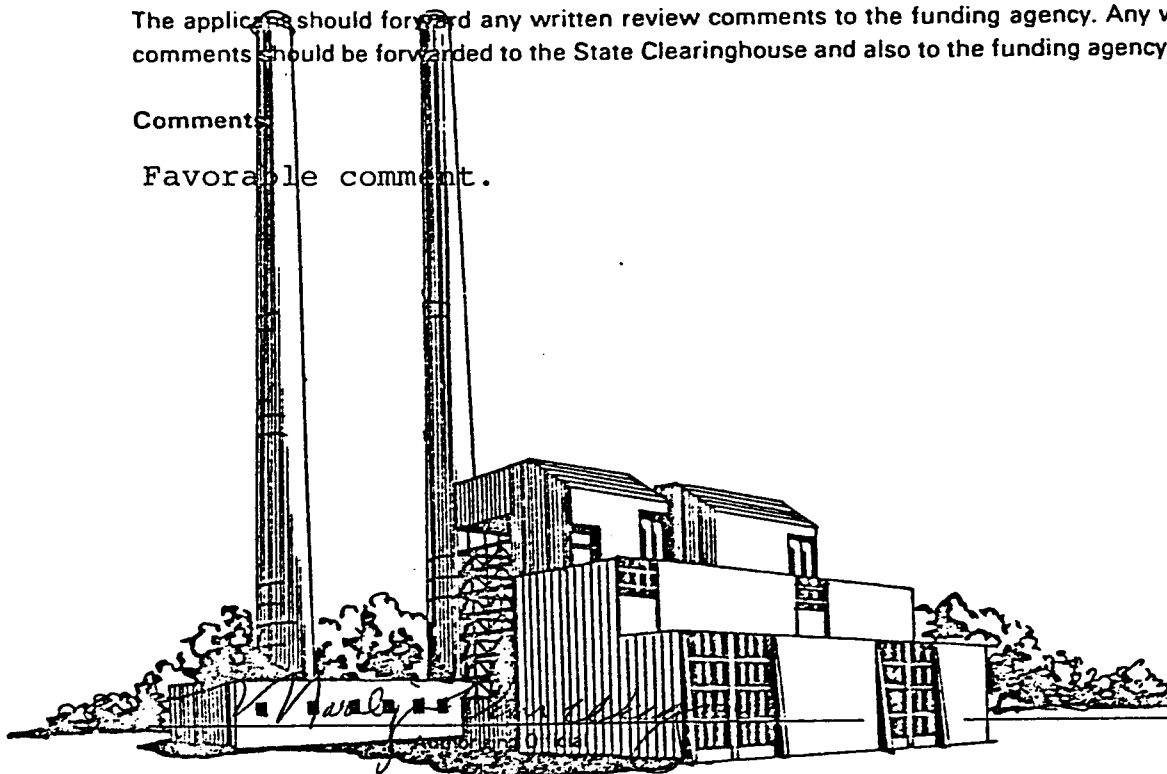 The applicant should forward any written review comments to the funding agency. Any
comments should be forwarded to the State Clearinghouse and also to the funding agency
Comments
Favorable comment.